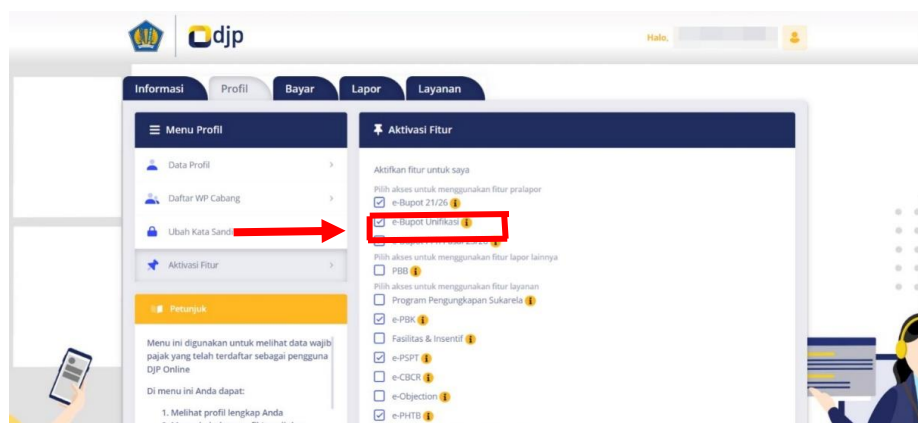 djp
Halo,
Informasi
Profil
Bayar
Lapor
Layanan
Menu Profil
Data Profil
Daftar WP Cabang
Ubah Kata Sandi
Aktivasi Fitur
Petunjuk
Menu ini digunakan untuk melihat data wajib
pajak yang telah terdaftar sebagai pengguna
DJP Online
Di menu ini Anda dapat:
1. Melihat profil lengkap Anda
Aktivasi Fitur
Aktifkan fitur untuk saya
Pilih akses untuk menggunakan fitur pralapor
e-Bupot 21/26
e-Bupot Unifikasi
Pilih akses untuk menggunakan fitur lapor lainnya
PBB
Pilih akses untuk menggunakan fitur layanan
Program Pengungkapan Sukarela
e-PBK
Fasilitas & Insentif
e-PSPT
e-CBCR
e-Objection
e-PHTB